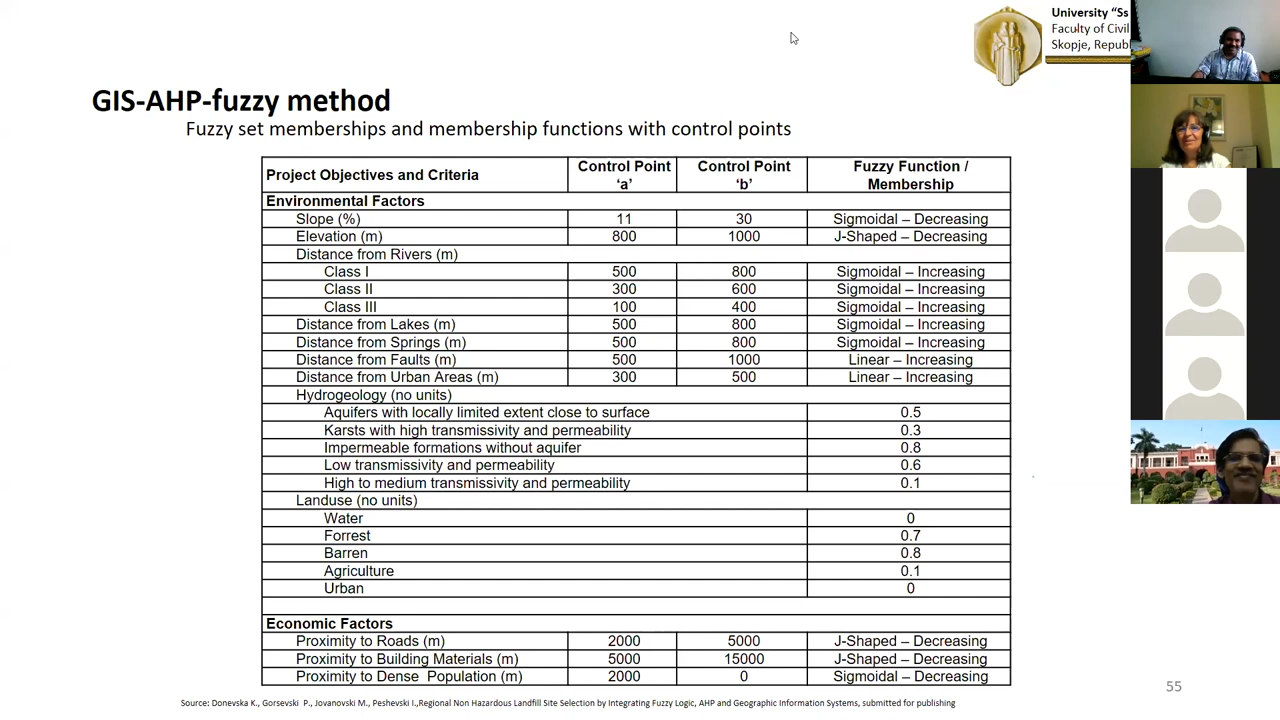 University "Ss
Faculty of Civil
Skopje, Republ
GIS-AHP-fuzzy method
Fuzzy set memberships and membership functions with control points
Project Objectives and Criteria Control Point 'a' Control Point 'b' Fuzzy Function / Membership
Environmental Factors
Slope (%) 11 30 Sigmoidal – Decreasing
Elevation (m) 800 1000 J-Shaped – Decreasing
Distance from Rivers (m)
Class I 500 800 Sigmoidal – Increasing
Class II 300 600 Sigmoidal – Increasing
Class III 100 400 Sigmoidal – Increasing
Distance from Lakes (m) 500 800 Sigmoidal – Increasing
Distance from Springs (m) 500 800 Sigmoidal – Increasing
Distance from Faults (m) 500 1000 Linear – Increasing
Distance from Urban Areas (m) 300 500 Linear – Increasing
Hydrogeology (no units)
Aquifers with locally limited extent close to surface 0.5
Karsts with high transmissivity and permeability 0.3
Impermeable formations without aquifer 0.8
Low transmissivity and permeability 0.6
High to medium transmissivity and permeability 0.1
Landuse (no units)
Water 0
Forrest 0.7
Barren 0.8
Agriculture 0.1
Urban 0
Economic Factors
Proximity to Roads (m) 2000 5000 J-Shaped – Decreasing
Proximity to Building Materials (m) 5000 15000 J-Shaped – Decreasing
Proximity to Dense Population (m) 2000 0 Sigmoidal – Decreasing
55
Source: Donevska K., Gorsevski P., Jovanovski M., Peshevski I.,Regional Non Hazardous Landfill Site Selection by Integrating Fuzzy Logic, AHP and Geographic Information Systems, submitted for publishing